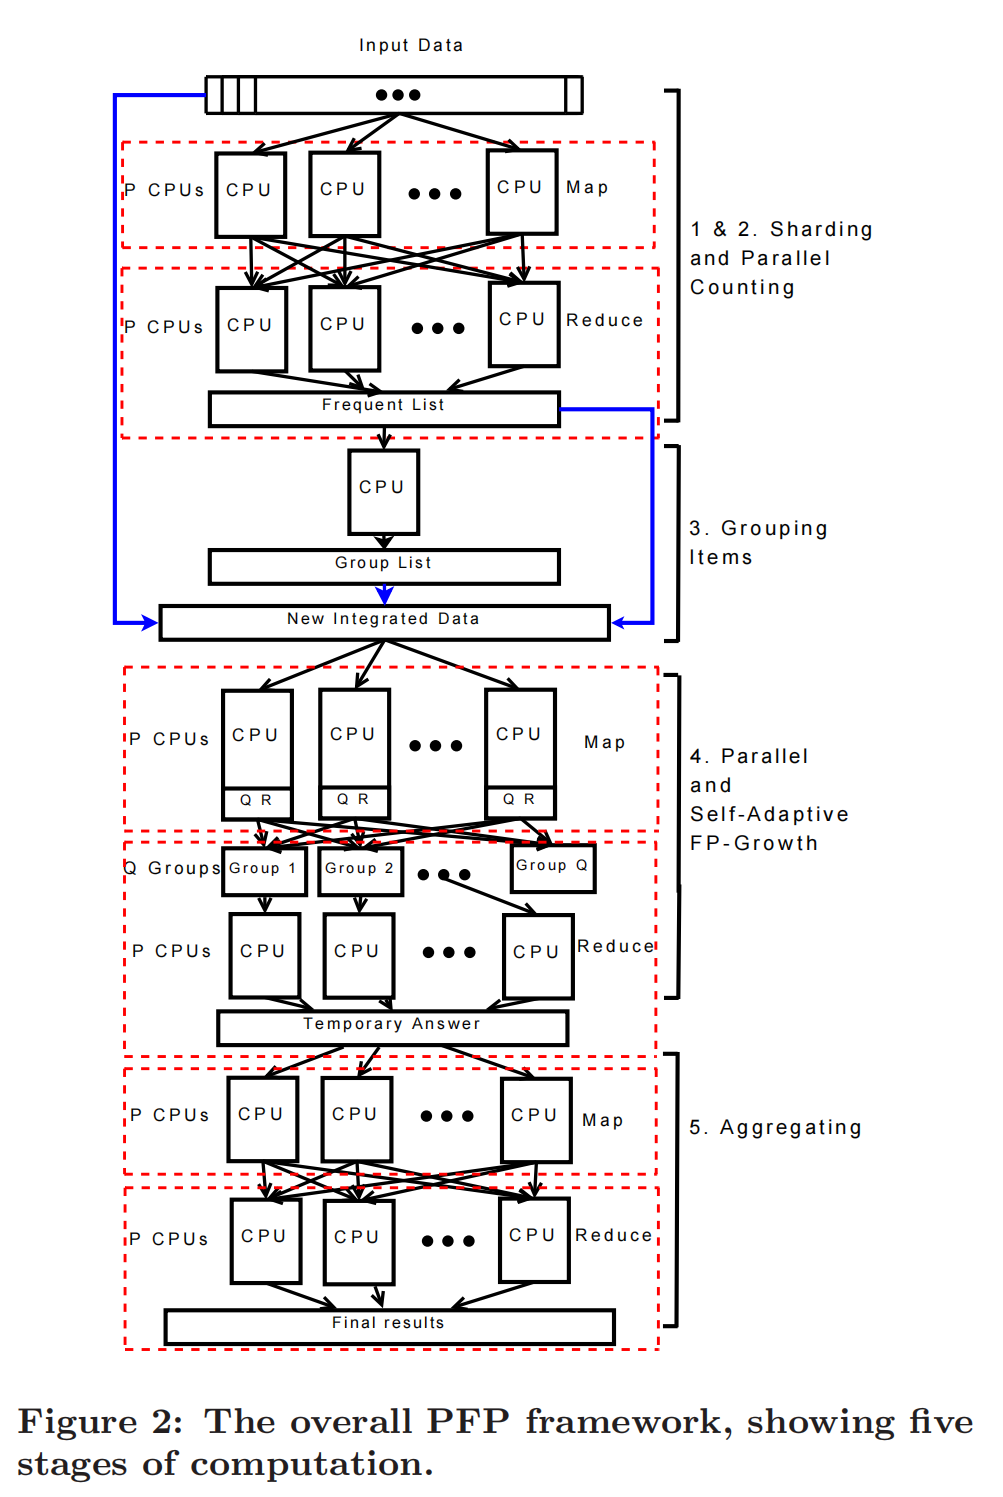 Input Data
P CPUs
CPU
CPU
CPU
Map
1 & 2. Sharding
and Parallel
Counting
P CPUs
CPU
CPU
CPU
Reduce
Frequent List
CPU
3. Grouping
Items
Group List
New Integrated Data
P CPUs
CPU
CPU
CPU
Map
Q R
Q R
Q R
4. Parallel
and
Self-Adaptive
FP-Growth
Q Groups
Group 1
Group 2
Group Q
P CPUs
CPU
CPU
CPU
Reduce
Temporary Answer
P CPUs
CPU
CPU
CPU
Map
5. Aggregating
P CPUs
CPU
CPU
CPU
Reduce
Final results
Figure 2: The overall PFP framework, showing five
stages of computation.